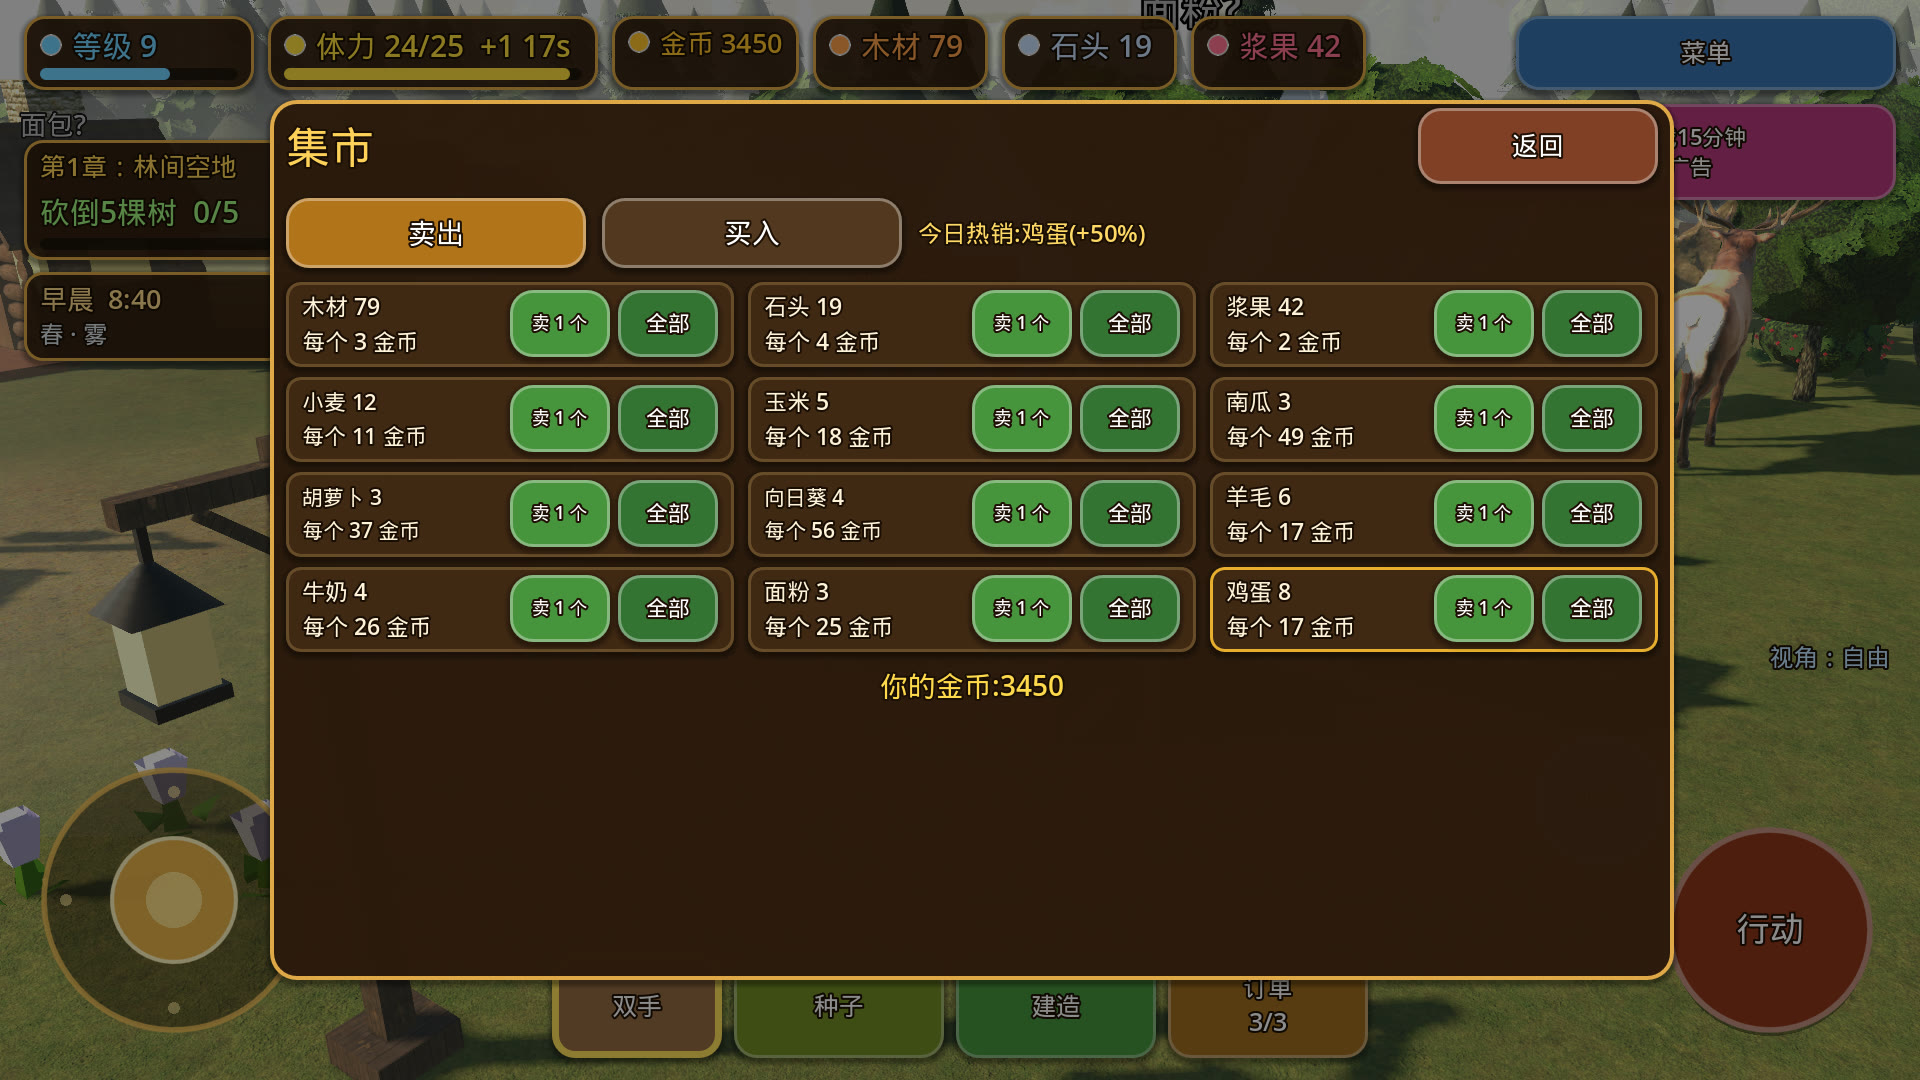 等级 9
体力 24/25 +1 17s
金币 3450
木材 79
石头 19
浆果 42
菜单
面包?
第1章：林间空地
砍倒5棵树 0/5
早晨 8:40
春 · 雾
15分钟
广告
集市
返回
卖出
买入
今日热销:鸡蛋(+50%)
木材 79
每个 3 金币
卖1个
全部
石头 19
每个 4 金币
卖1个
全部
浆果 42
每个 2 金币
卖1个
全部
小麦 12
每个 11 金币
卖1个
全部
玉米 5
每个 18 金币
卖1个
全部
南瓜 3
每个 49 金币
卖1个
全部
胡萝卜 3
每个 37 金币
卖1个
全部
向日葵 4
每个 56 金币
卖1个
全部
羊毛 6
每个 17 金币
卖1个
全部
牛奶 4
每个 26 金币
卖1个
全部
面粉 3
每个 25 金币
卖1个
全部
鸡蛋 8
每个 17 金币
卖1个
全部
你的金币:3450
视角：自由
行动
双手
种子
建造
订单
3/3